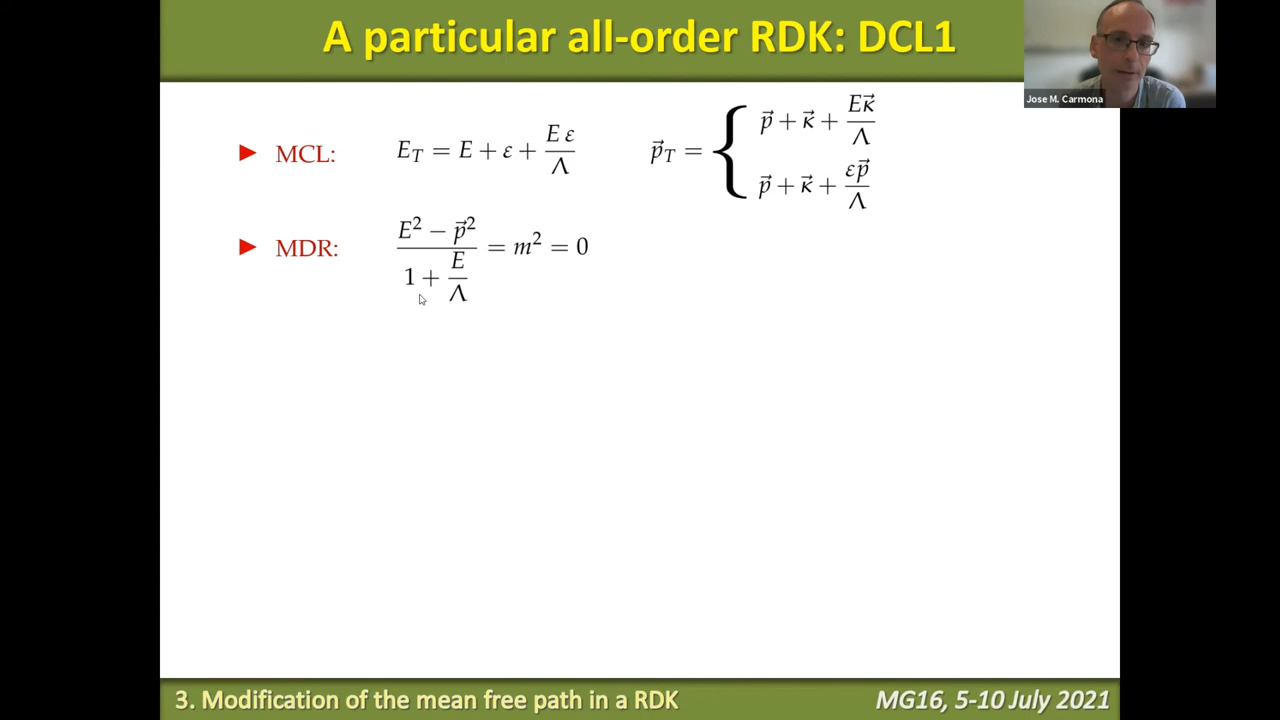 A particular all-order RDK: DCL1
Jose M. Carmona
MCL: E_T = E + ε + Eε/Λ p⃗_T = { p⃗ + κ⃗ + Eκ⃗/Λ
p⃗ + κ⃗ + εp⃗/Λ
MDR: (E² − p⃗²)/(1 + E/Λ) = m² = 0
3. Modification of the mean free path in a RDK
MG16, 5-10 July 2021